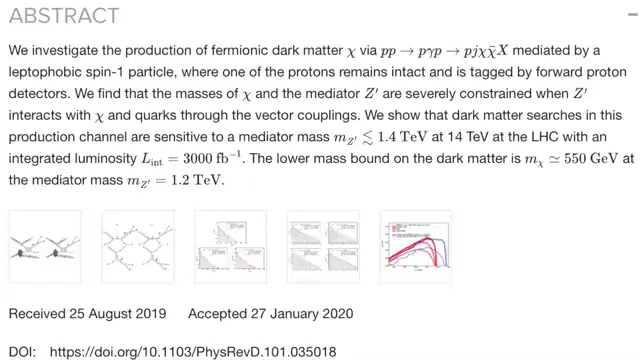 ABSTRACT
We investigate the production of fermionic dark matter χ via pp → pγp → pjχχ̄X mediated by a
leptophobic spin-1 particle, where one of the protons remains intact and is tagged by forward proton
detectors. We find that the masses of χ and the mediator Z′ are severely constrained when Z′
interacts with χ and quarks through the vector couplings. We show that dark matter searches in this
production channel are sensitive to a mediator mass m_Z′ ≲ 1.4 TeV at 14 TeV at the LHC with an
integrated luminosity L_int = 3000 fb⁻¹. The lower mass bound on the dark matter is m_χ ≃ 550 GeV at
the mediator mass m_Z′ = 1.2 TeV.
Received 25 August 2019 Accepted 27 January 2020
DOI: https://doi.org/10.1103/PhysRevD.101.035018